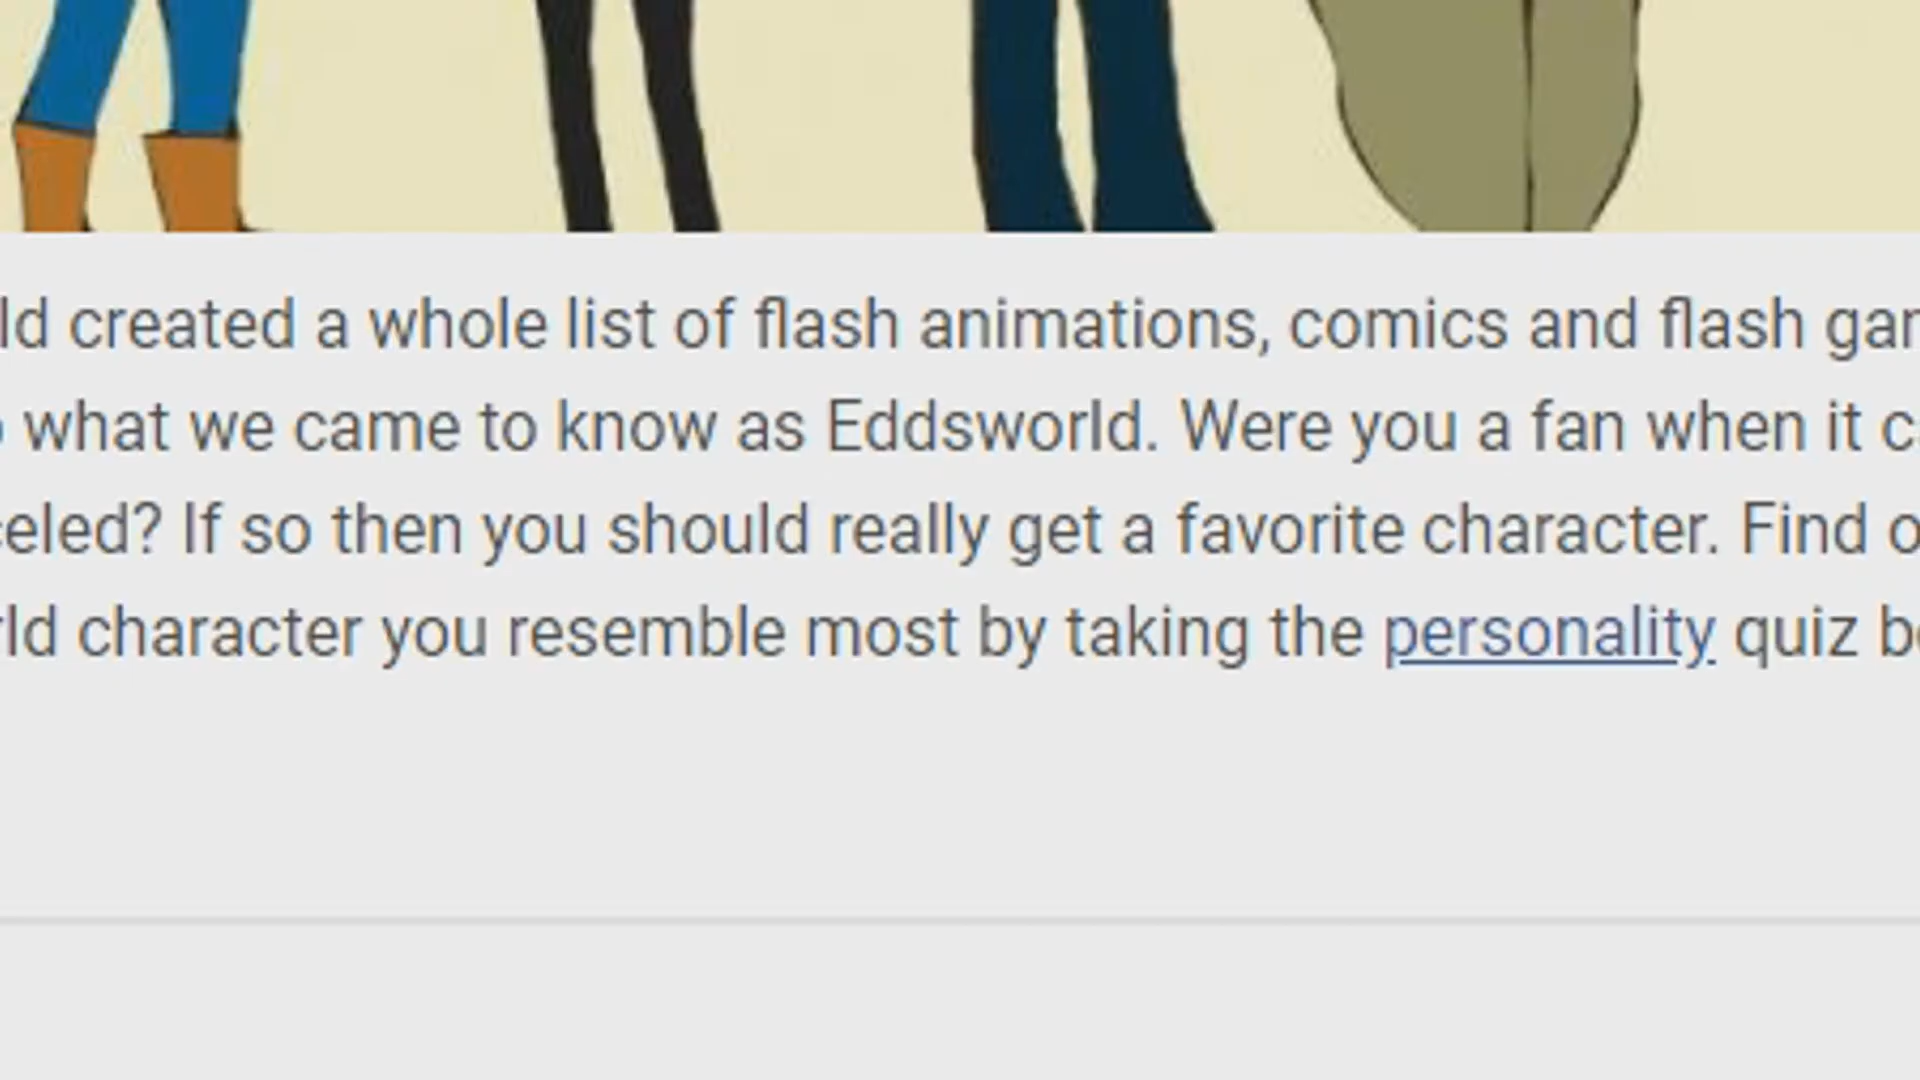 ld created a whole list of flash animations, comics and flash gar
what we came to know as Eddsworld. Were you a fan when it c
celed? If so then you should really get a favorite character. Find o
rld character you resemble most by taking the personality quiz be